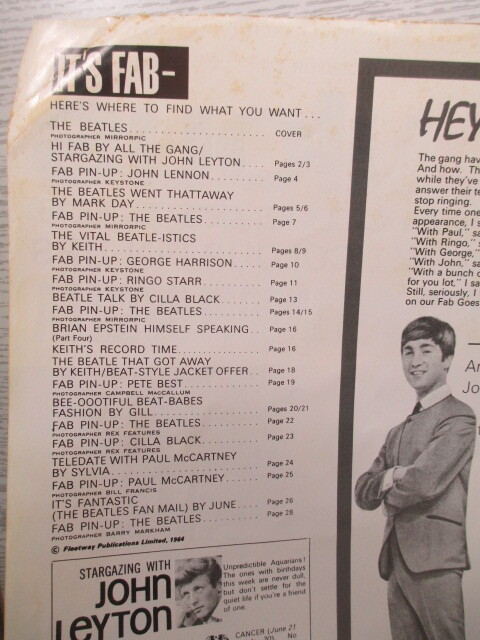 IT'S FAB–
HERE'S WHERE TO FIND WHAT YOU WANT ...
THE BEATLES........................ COVER
PHOTOGRAPHER MIRRORPIC
HI FAB BY ALL THE GANG/
STARGAZING WITH JOHN LEYTON.... Pages 2/3
FAB PIN-UP: JOHN LENNON........ Page 4
PHOTOGRAPHER KEYSTONE
THE BEATLES WENT THATTAWAY
BY MARK DAY.................... Pages 5/6
FAB PIN-UP: THE BEATLES........ Page 7
PHOTOGRAPHER MIRRORPIC
THE VITAL BEATLE-ISTICS
BY KEITH....................... Pages 8/9
FAB PIN-UP: GEORGE HARRISON..... Page 10
PHOTOGRAPHER KEYSTONE
FAB PIN-UP: RINGO STARR........ Page 11
PHOTOGRAPHER KEYSTONE
BEATLE TALK BY CILLA BLACK...... Page 13
FAB PIN-UP: THE BEATLES........ Pages 14/15
PHOTOGRAPHER MIRRORPIC
BRIAN EPSTEIN HIMSELF SPEAKING.. Page 16
(Part Four)
KEITH'S RECORD TIME............ Page 16
THE BEATLE THAT GOT AWAY
BY KEITH/BEAT-STYLE JACKET OFFER.. Page 18
FAB PIN-UP: PETE BEST.......... Page 19
PHOTOGRAPHER CAMPBELL MacCALLUM
BEE-OOOTIFUL BEAT-BABES
FASHION BY GILL................ Pages 20/21
FAB PIN-UP: THE BEATLES........ Page 22
PHOTOGRAPHER REX FEATURES
FAB PIN-UP: CILLA BLACK........ Page 23
PHOTOGRAPHER REX FEATURES
TELEDATE WITH PAUL McCARTNEY
BY SYLVIA...................... Page 24
FAB PIN-UP: PAUL McCARTNEY..... Page 25
PHOTOGRAPHER BILL FRANCIS
IT'S FANTASTIC
(THE BEATLES FAN MAIL) BY JUNE.... Page 26
FAB PIN-UP: THE BEATLES........ Page 28
PHOTOGRAPHER BARRY MARKHAM
© Fleetway Publications Limited, 1964
STARGAZING WITH
JOHN
LEYTON
Unpredictible Aquarians!
The ones with birthdays
this week are never dull,
but don't settle for the
quiet life if you're a friend
of one.
CANCER (June 21
20). No
HEY
The gang hav
And how. Th
while they've
answer their te
stop ringing.
Every time one
appearance, I s
"With Paul," sa
"With Ringo," s
"With George,"
"With John," sa
"With a bunch o
for you lot," I sa
Still, seriously, I
on our Fab Goes
An
Jo